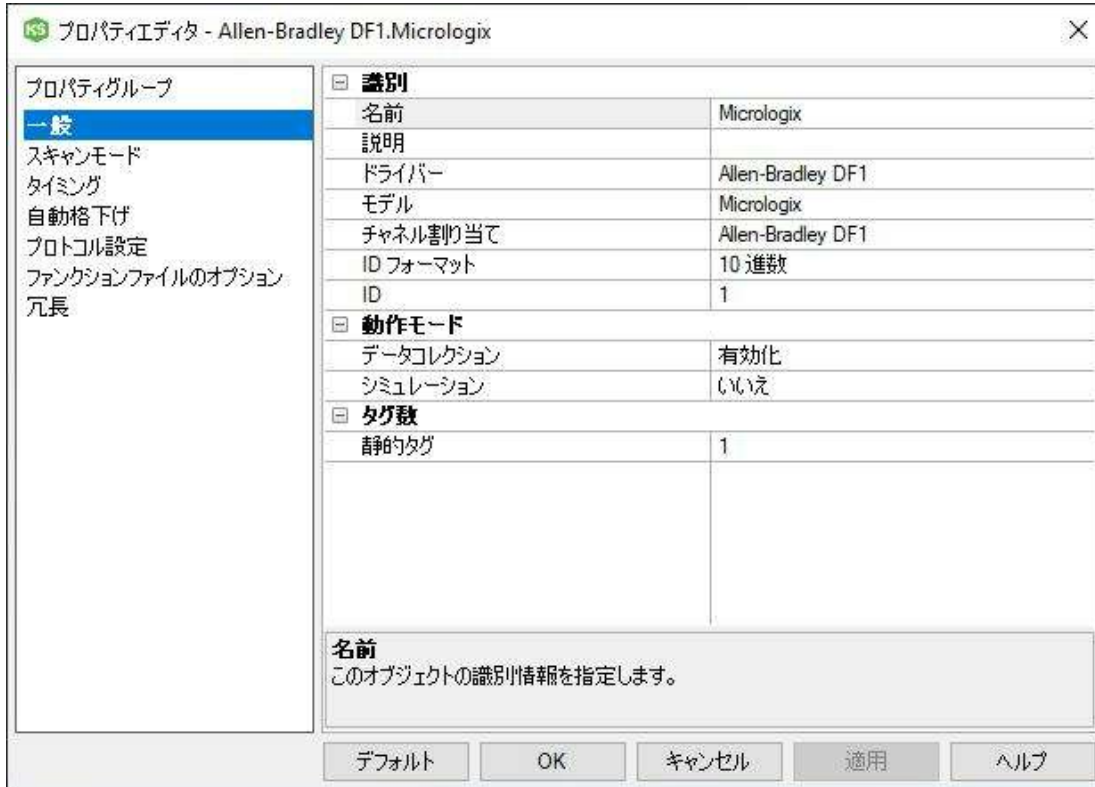 KS プロパティエディタ - Allen-Bradley DF1.Micrologix
プロパティグループ
一般
スキャンモード
タイミング
自動格下げ
プロトコル設定
ファンクションファイルのオプション
冗長
識別
名前 Micrologix
説明
ドライバー Allen-Bradley DF1
モデル Micrologix
チャネル割り当て Allen-Bradley DF1
ID フォーマット 10 進数
ID 1
動作モード
データコレクション 有効化
シミュレーション いいえ
タグ数
静的タグ 1
名前
このオブジェクトの識別情報を指定します。
デフォルト OK キャンセル 適用 ヘルプ